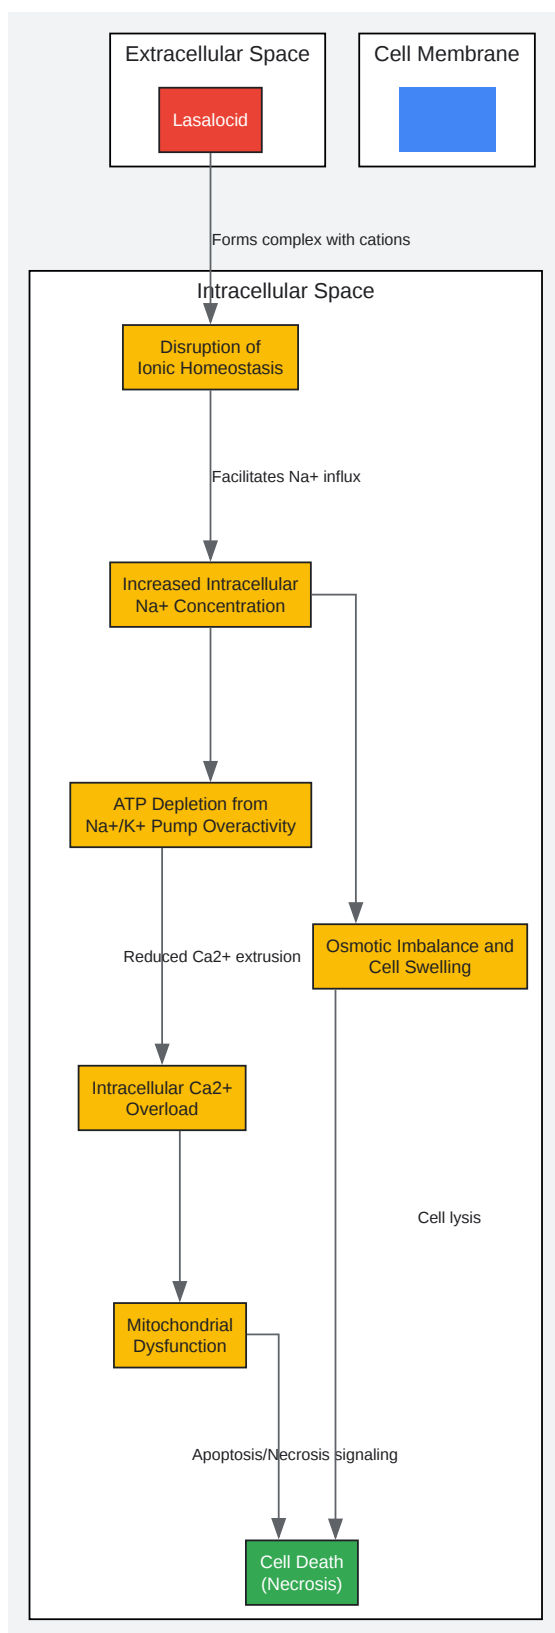 Extracellular Space
Cell Membrane
Lasalocid
Forms complex with cations
Intracellular Space
Disruption of
Ionic Homeostasis
Facilitates Na+ influx
Increased Intracellular
Na+ Concentration
ATP Depletion from
Na+/K+ Pump Overactivity
Osmotic Imbalance and
Cell Swelling
Reduced Ca2+ extrusion
Intracellular Ca2+
Overload
Cell lysis
Mitochondrial
Dysfunction
Apoptosis/Necrosis signaling
Cell Death
(Necrosis)